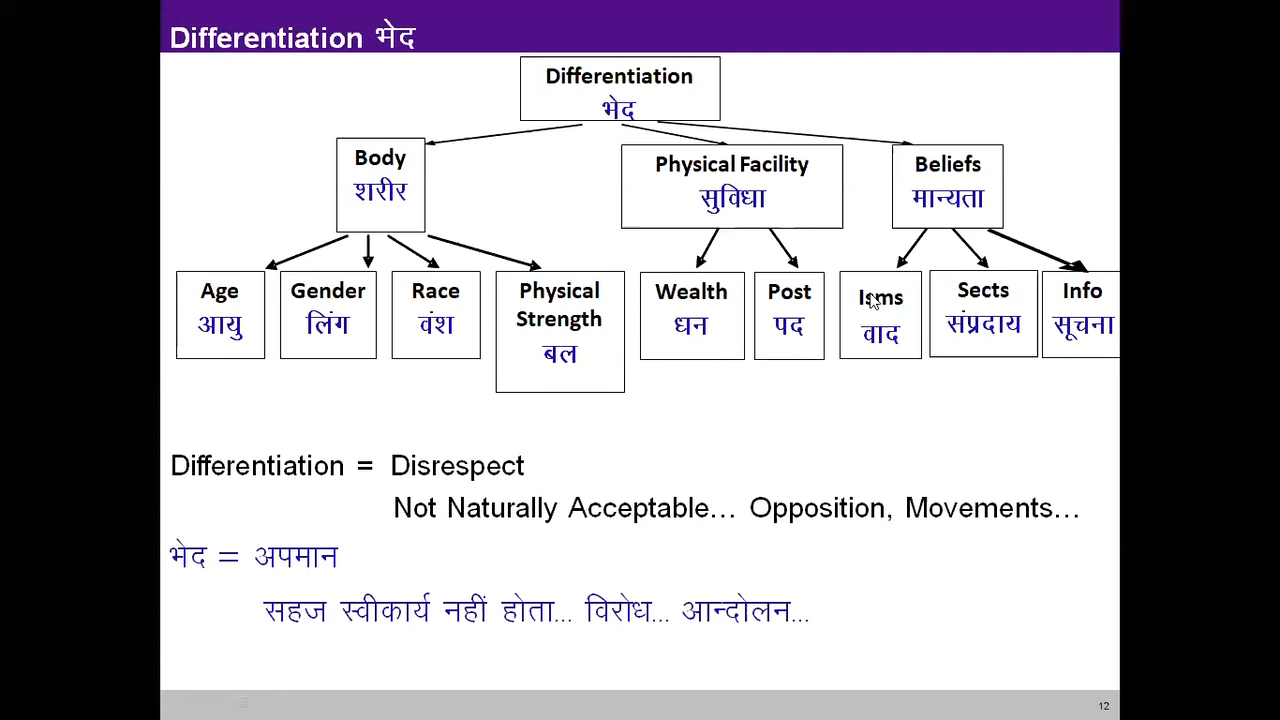 Differentiation भेद
Differentiation
भेद
Body
शरीर
Physical Facility
सुविधा
Beliefs
मान्यता
Age
आयु
Gender
लिंग
Race
वंश
Physical
Strength
बल
Wealth
धन
Post
पद
Isms
वाद
Sects
संप्रदाय
Info
सूचना
Differentiation = Disrespect
Not Naturally Acceptable... Opposition, Movements...
भेद = अपमान
सहज स्वीकार्य नहीं होता... विरोध... आन्दोलन...
12